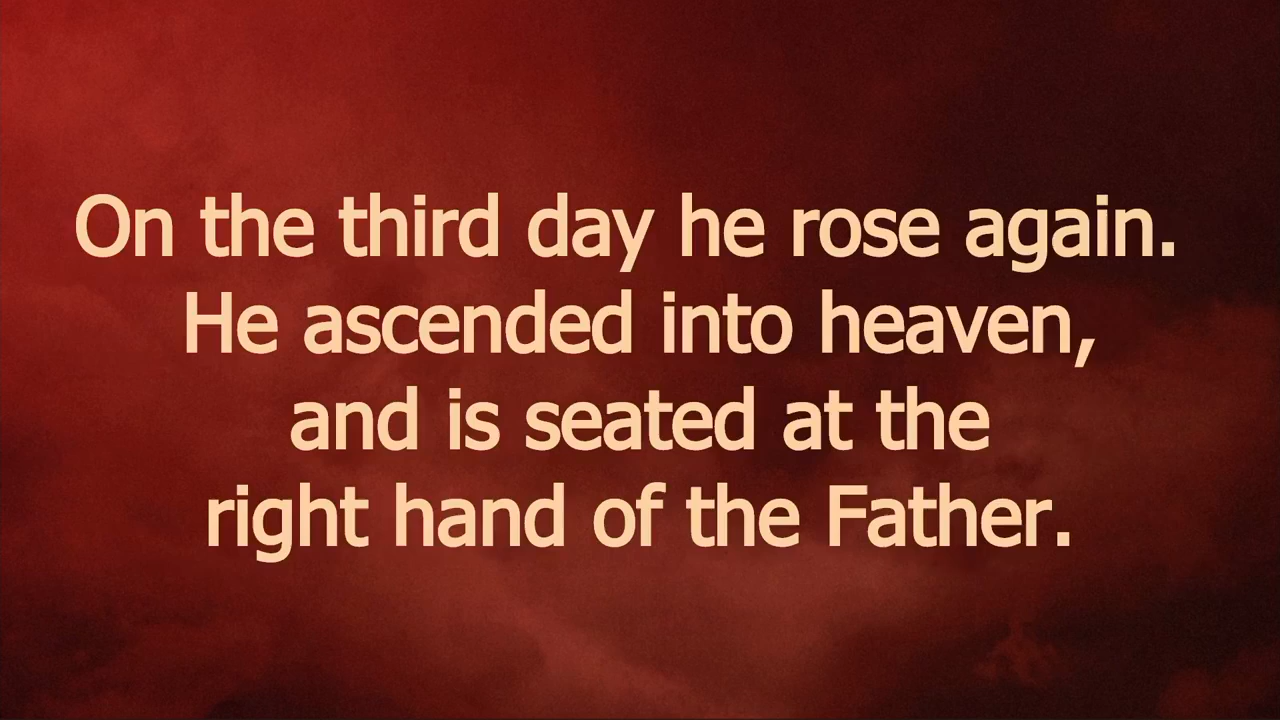 On the third day he rose again.
He ascended into heaven,
and is seated at the
right hand of the Father.